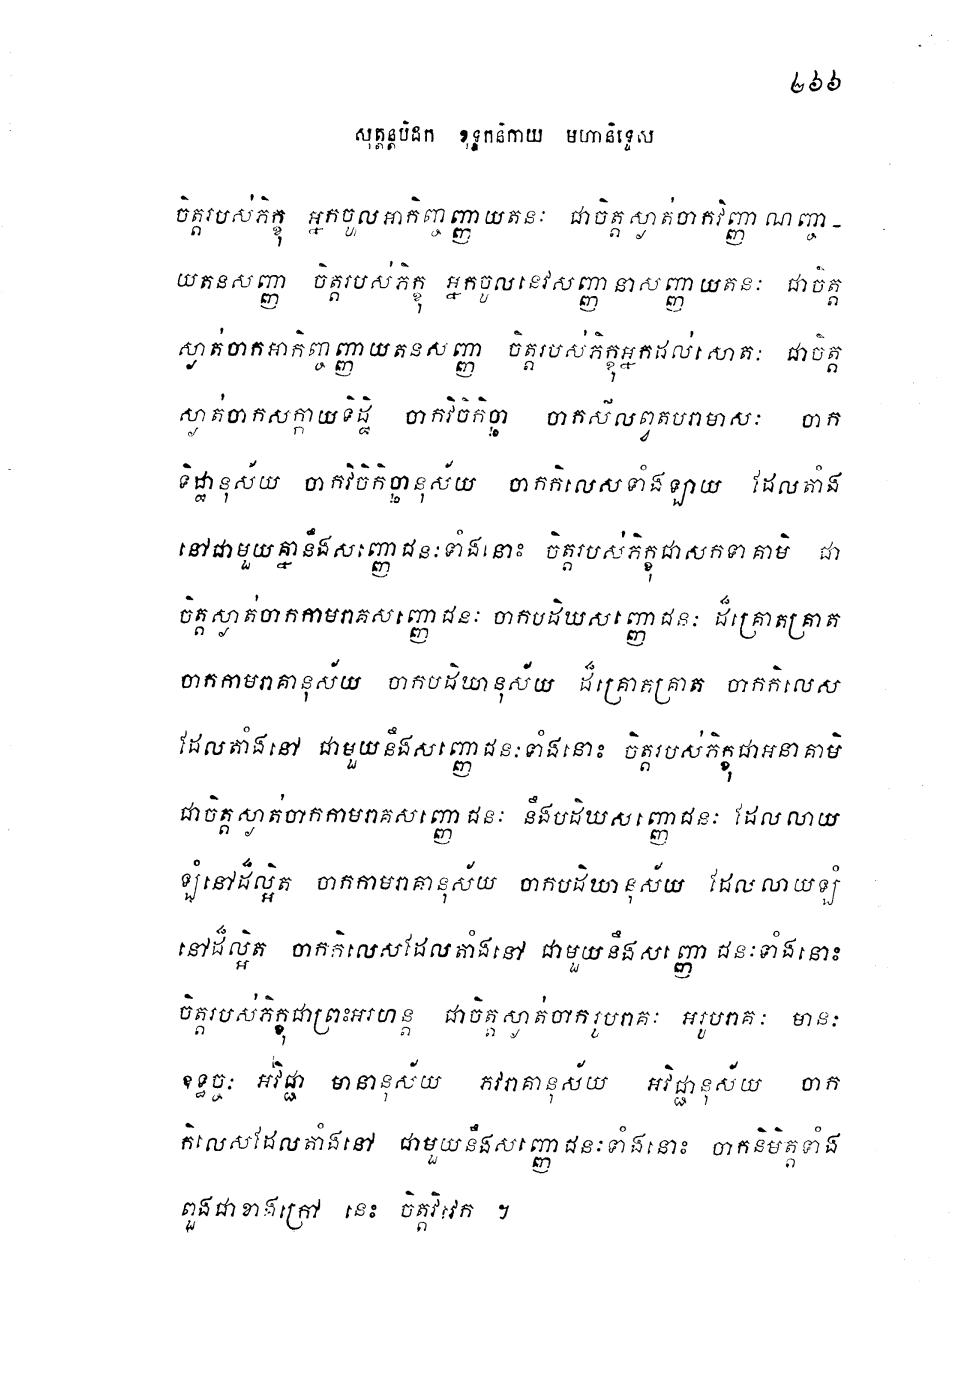 ២៦៦
សុត្តន្តបិដក ខុទ្ទកនិកាយ មហានិទ្ទេស
ចិត្តរបស់ភិក្ខុ អ្នកចូលអាកិញ្ចញ្ញាយតនៈ ជាចិត្តស្ងាត់ចាកវិញ្ញាណញ្ចា-
យតនសញ្ញា ចិត្តរបស់ភិក្ខុ អ្នកចូលនេវសញ្ញានាសញ្ញាយតនៈ ជាចិត្ត
ស្ងាត់ចាកអាកិញ្ចញ្ញាយតនសញ្ញា ចិត្តរបស់ភិក្ខុអ្នកដល់សោតៈ ជាចិត្ត
ស្ងាត់ចាកសក្កាយទិដ្ឋិ ចាកវិចិកិច្ឆា ចាកសីលព្វតបរាមាសៈ ចាក
ទិដ្ឋានុស័យ ចាកវិចិកិច្ឆានុស័យ ចាកកិលេសទាំងឡាយ ដែលតាំង
នៅជាមួយគ្នានឹងសញ្ញោជនៈទាំងនោះ ចិត្តរបស់ភិក្ខុជាសកទាគាមិ ជា
ចិត្តស្ងាត់ចាកកាមរាគសញ្ញោជនៈ ចាកបដិឃសញ្ញោជនៈ ដ៏គ្រោតគ្រាត
ចាកកាមរាគានុស័យ ចាកបដិឃានុស័យ ដ៏គ្រោតគ្រាត ចាកកិលេស
ដែលតាំងនៅ ជាមួយនឹងសញ្ញោជនៈទាំងនោះ ចិត្តរបស់ភិក្ខុជាអនាគាមិ
ជាចិត្តស្ងាត់ចាកកាមរាគសញ្ញោជនៈ នឹងបដិឃសញ្ញោជនៈ ដែលលាយ
ឡំនៅដ៏ល្អិត ចាកកាមរាគានុស័យ ចាកបដិឃានុស័យ ដែលលាយឡំ
នៅដ៏ល្អិត ចាកកិលេសដែលតាំងនៅ ជាមួយនឹងសញ្ញោជនៈទាំងនោះ
ចិត្តរបស់ភិក្ខុជាព្រះអរហន្ត ជាចិត្តស្ងាត់ចាករូបរាគៈ អរូបរាគៈ មានៈ
ឧទ្ធច្ចៈ អវិជ្ជា មានានុស័យ ភវរាគានុស័យ អវិជ្ជានុស័យ ចាក
កិលេសដែលតាំងនៅ ជាមួយនឹងសញ្ញោជនៈទាំងនោះ ចាកនិមិត្តទាំង
ពួងជាខាងក្រៅ នេះ ចិត្តវិវេក ។